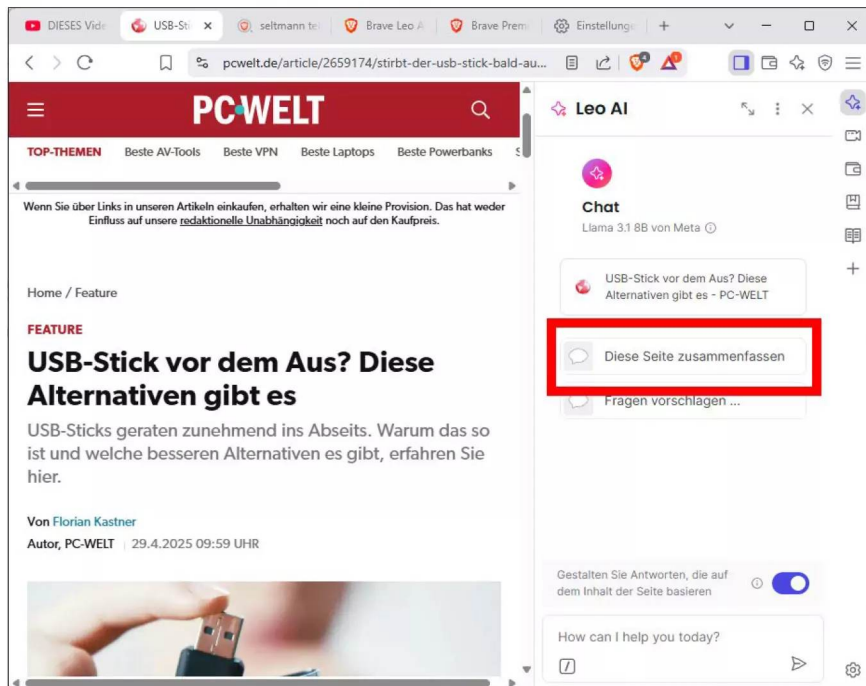 DIESES Vide
USB-Sti
seltmann te
Brave Leo A
Brave Prem
Einstellung
pcwelt.de/article/2659174/stirbt-der-usb-stick-bald-au...
PCWELT
TOP-THEMEN Beste AV-Tools Beste VPN Beste Laptops Beste Powerbanks S
Wenn Sie über Links in unseren Artikeln einkaufen, erhalten wir eine kleine Provision. Das hat weder
Einfluss auf unsere redaktionelle Unabhängigkeit noch auf den Kaufpreis.
Home / Feature
FEATURE
USB-Stick vor dem Aus? Diese
Alternativen gibt es
USB-Sticks geraten zunehmend ins Abseits. Warum das so
ist und welche besseren Alternativen es gibt, erfahren Sie
hier.
Von Florian Kastner
Autor, PC-WELT | 29.4.2025 09:59 UHR
Leo AI
Chat
Llama 3.1 8B von Meta
USB-Stick vor dem Aus? Diese
Alternativen gibt es - PC-WELT
Diese Seite zusammenfassen
Fragen vorschlagen ...
Gestalten Sie Antworten, die auf
dem Inhalt der Seite basieren
How can I help you today?